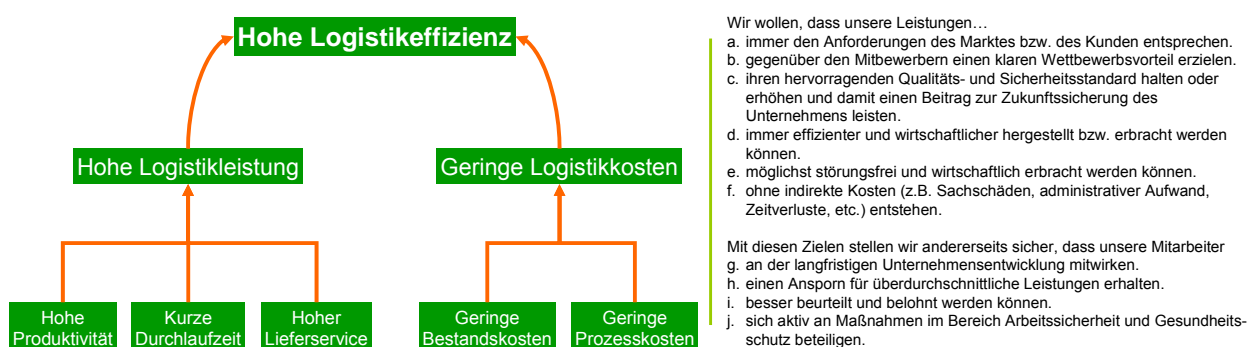 Hohe Logistikeffizienz
Hohe Logistikleistung
Geringe Logistikkosten
Hohe
Produktivität
Kurze
Durchlaufzeit
Hoher
Lieferservice
Geringe
Bestandskosten
Geringe
Prozesskosten
Wir wollen, dass unsere Leistungen…
a. immer den Anforderungen des Marktes bzw. des Kunden entsprechen.
b. gegenüber den Mitbewerbern einen klaren Wettbewerbsvorteil erzielen.
c. ihren hervorragenden Qualitäts- und Sicherheitsstandard halten oder
erhöhen und damit einen Beitrag zur Zukunftssicherung des
Unternehmens leisten.
d. immer effizienter und wirtschaftlicher hergestellt bzw. erbracht werden
können.
e. möglichst störungsfrei und wirtschaftlich erbracht werden können.
f. ohne indirekte Kosten (z.B. Sachschäden, administrativer Aufwand,
Zeitverluste, etc.) entstehen.
Mit diesen Zielen stellen wir andererseits sicher, dass unsere Mitarbeiter
g. an der langfristigen Unternehmensentwicklung mitwirken.
h. einen Ansporn für überdurchschnittliche Leistungen erhalten.
i. besser beurteilt und belohnt werden können.
j. sich aktiv an Maßnahmen im Bereich Arbeitssicherheit und Gesundheits-
schutz beteiligen.